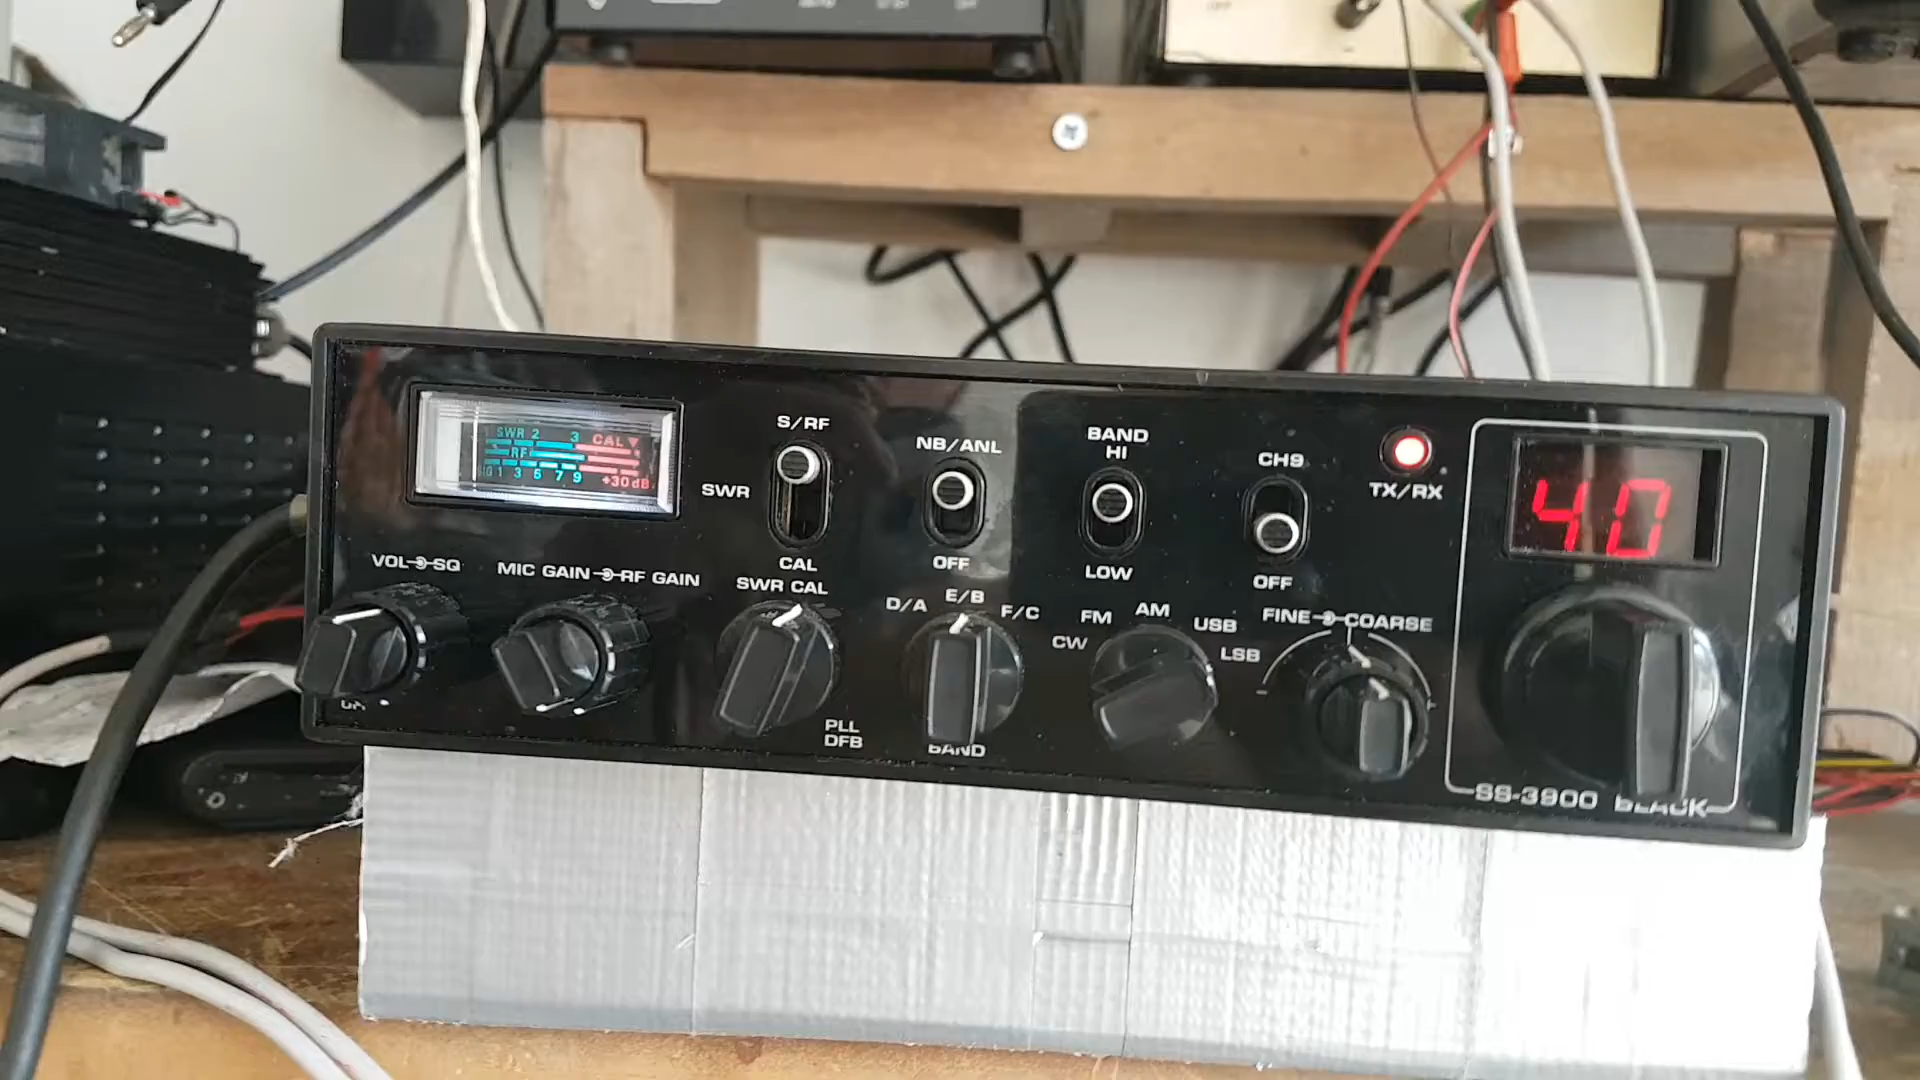 S/RF
SWR 2 3 CAL
RF
1 3 5 7 9 +30dB
SWR
CAL
NB/ANL
OFF
BAND
HI
LOW
CH9
OFF
TX/RX
40
VOL SQ
MIC GAIN RF GAIN
SWR CAL
D/A E/B F/C
BAND
PLL
DFB
CW FM AM USB LSB
FINE COARSE
- +
SS-3900 BLACK